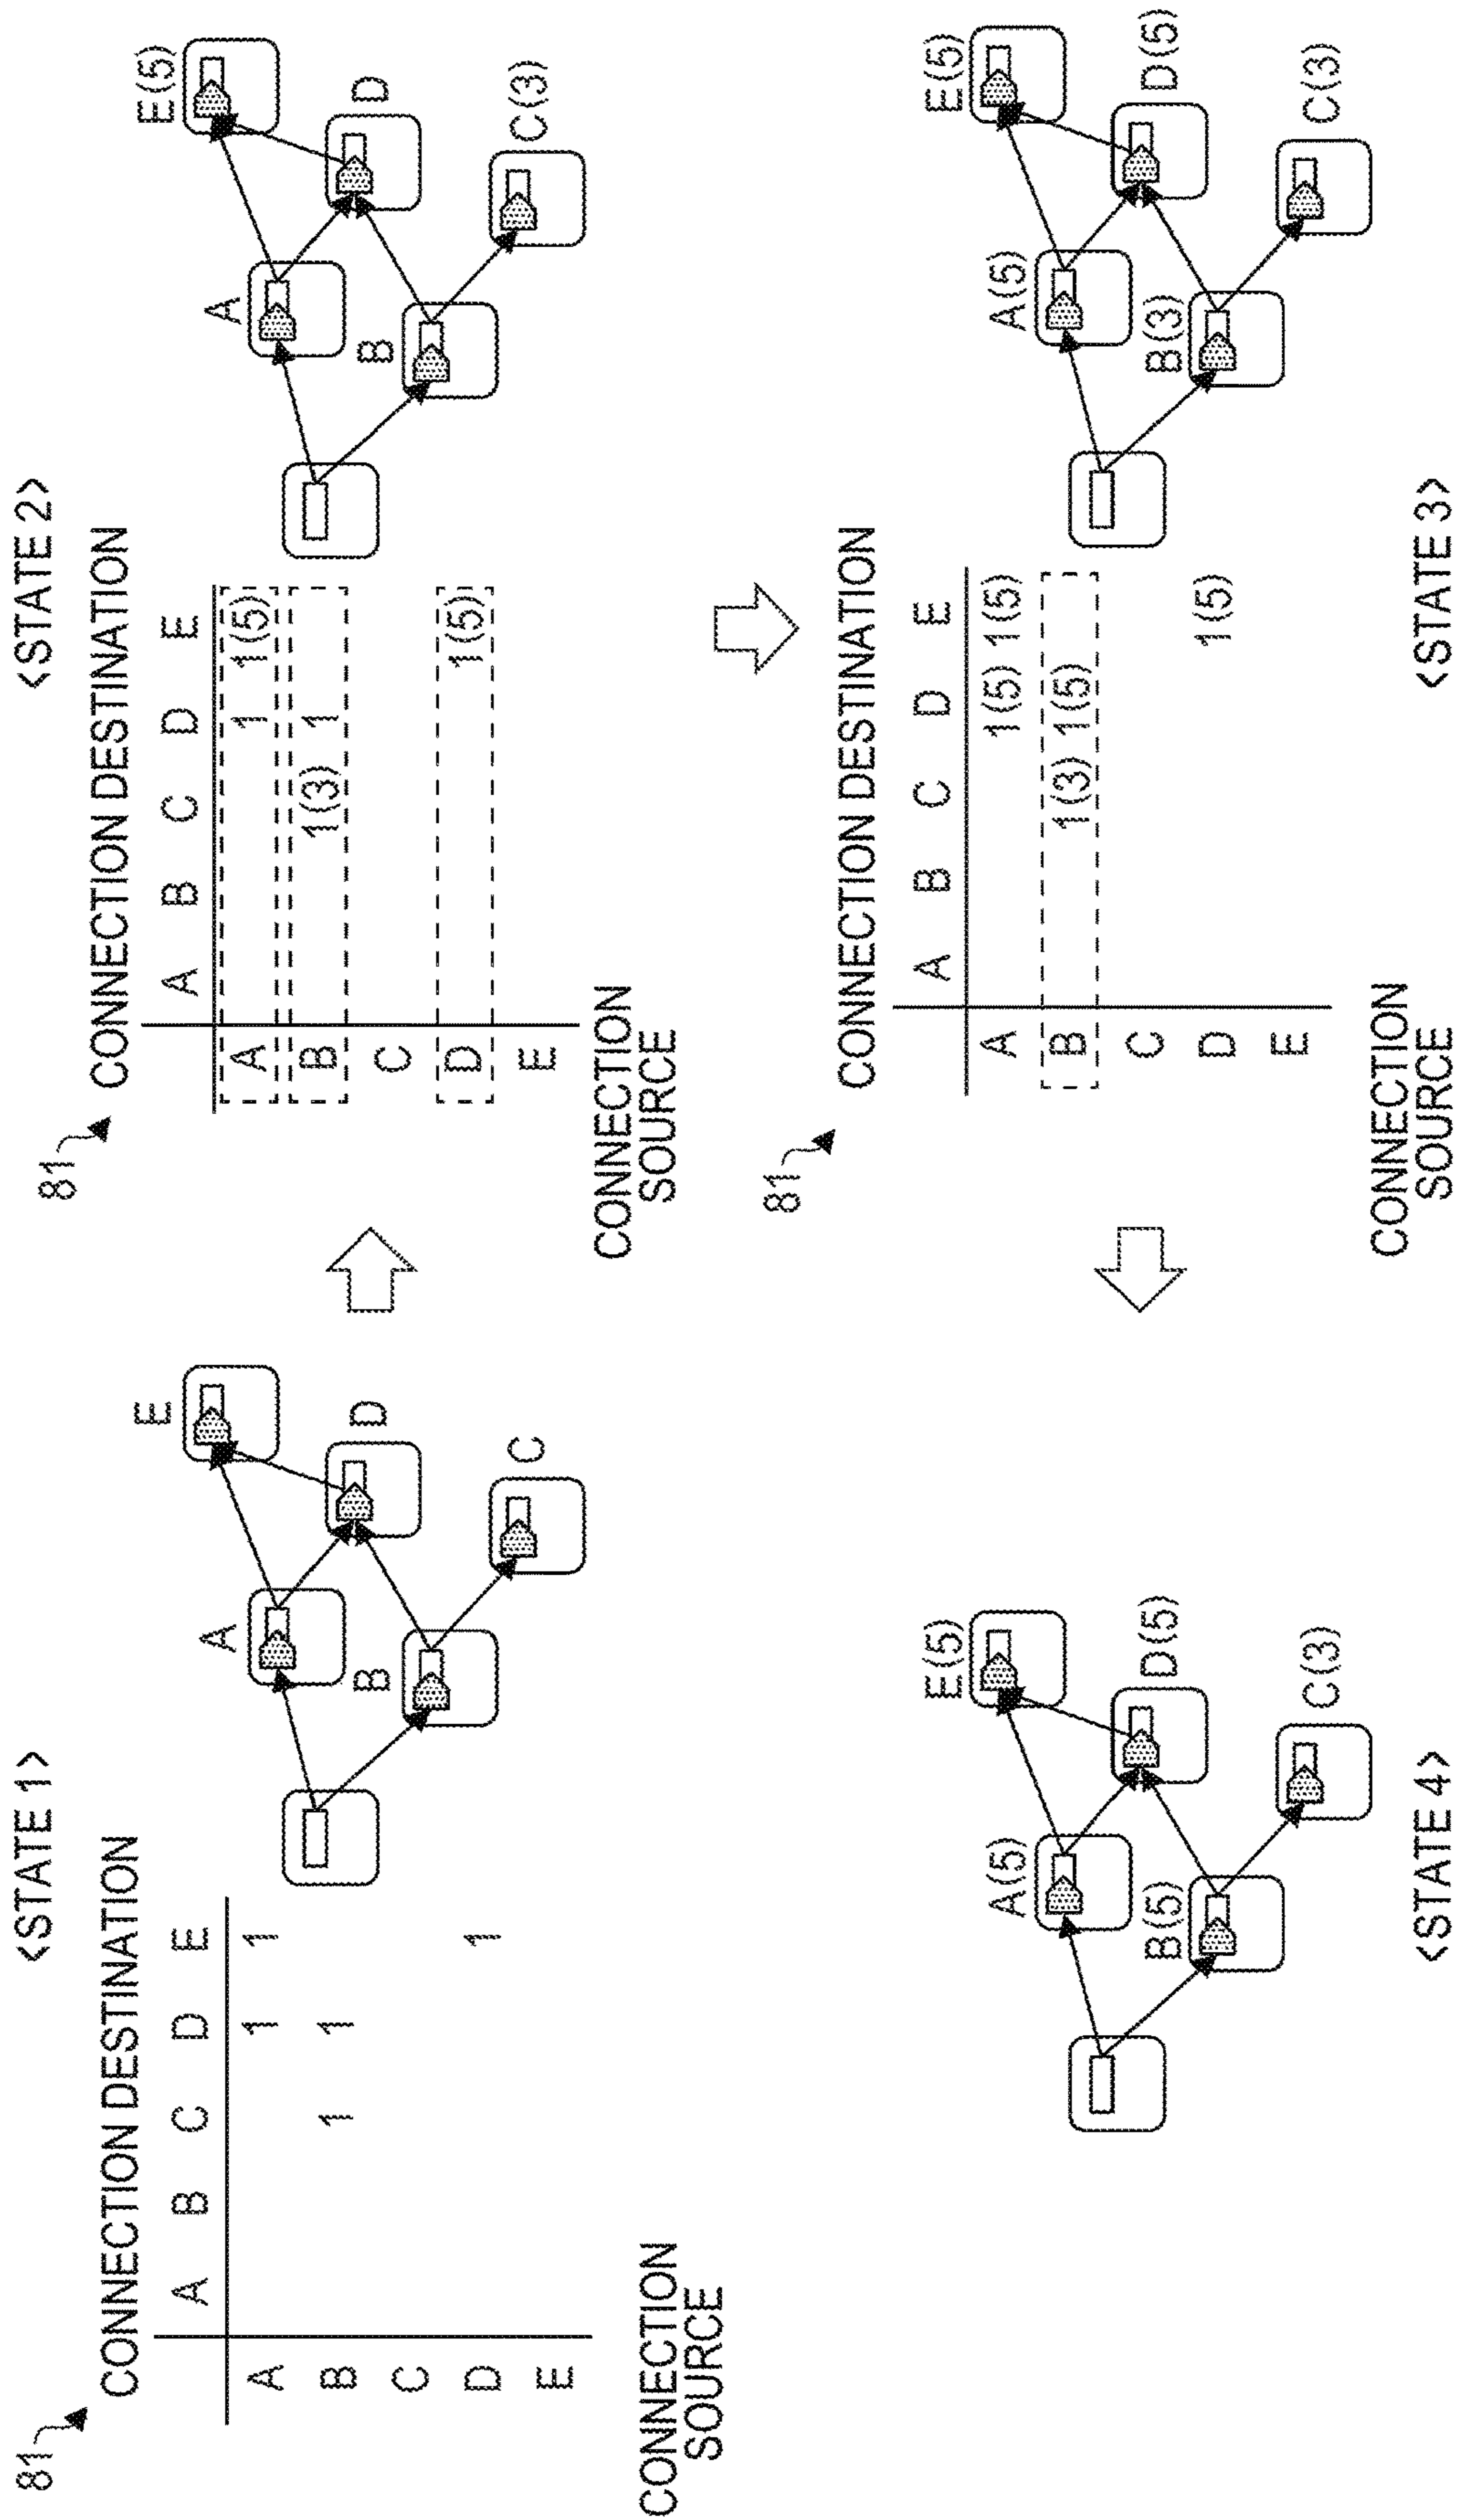 <STATE 1>
81
CONNECTION DESTINATION
A B C D E
A 1 1
B 1 1
C
D 1
E
CONNECTION
SOURCE
A
B
E
D
C
<STATE 2>
81
CONNECTION DESTINATION
A B C D E
A 1 1(5)
B 1(3) 1
C
D 1(5)
E
CONNECTION
SOURCE
A
B
E(5)
D
C(3)
81
CONNECTION DESTINATION
A B C D E
A 1(5) 1(5)
B 1(3) 1(5)
C
D 1(5)
E
CONNECTION
SOURCE
A(5)
B(3)
E(5)
D(5)
C(3)
<STATE 3>
A(5)
B(5)
E(5)
D(5)
C(3)
<STATE 4>